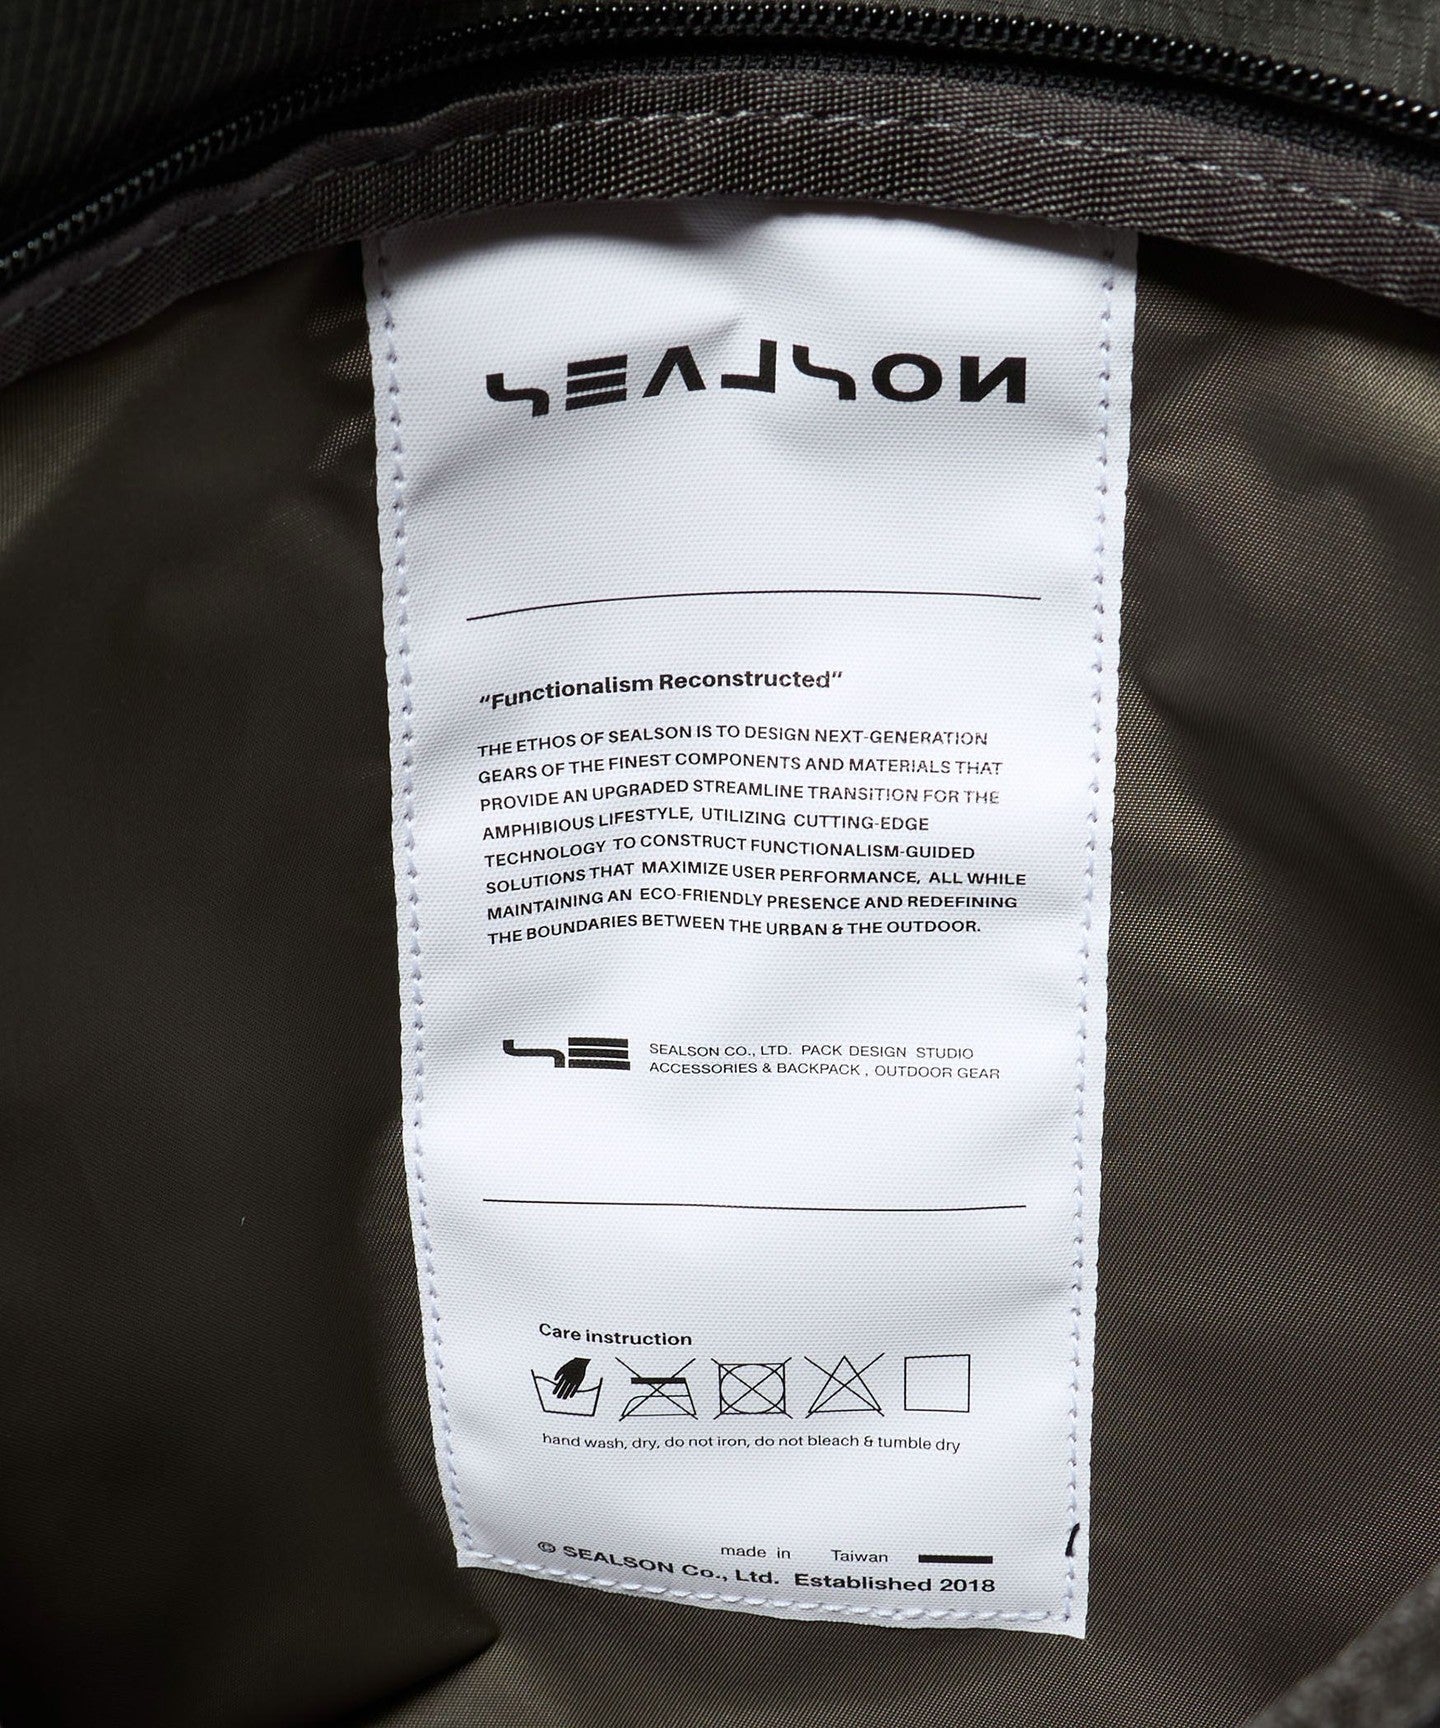 SEALSON
"Functionalism Reconstructed"
THE ETHOS OF SEALSON IS TO DESIGN NEXT-GENERATION
GEARS OF THE FINEST COMPONENTS AND MATERIALS THAT
PROVIDE AN UPGRADED STREAMLINE TRANSITION FOR THE
AMPHIBIOUS LIFESTYLE, UTILIZING CUTTING-EDGE
TECHNOLOGY TO CONSTRUCT FUNCTIONALISM-GUIDED
SOLUTIONS THAT MAXIMIZE USER PERFORMANCE, ALL WHILE
MAINTAINING AN ECO-FRIENDLY PRESENCE AND REDEFINING
THE BOUNDARIES BETWEEN THE URBAN & THE OUTDOOR.
SE SEALSON CO., LTD. PACK DESIGN STUDIO
ACCESSORIES & BACKPACK , OUTDOOR GEAR
Care instruction
hand wash, dry, do not iron, do not bleach & tumble dry
made in Taiwan
© SEALSON Co., Ltd. Established 2018